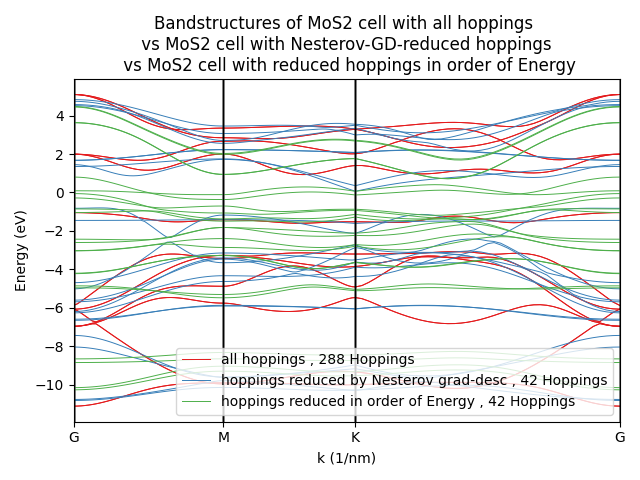 Bandstructures of MoS2 cell with all hoppings
vs MoS2 cell with Nesterov-GD-reduced hoppings
vs MoS2 cell with reduced hoppings in order of Energy
Energy (eV)
4
2
0
−2
−4
−6
−8
−10
all hoppings , 288 Hoppings
hoppings reduced by Nesterov grad-desc , 42 Hoppings
hoppings reduced in order of Energy , 42 Hoppings
G M K G
k (1/nm)